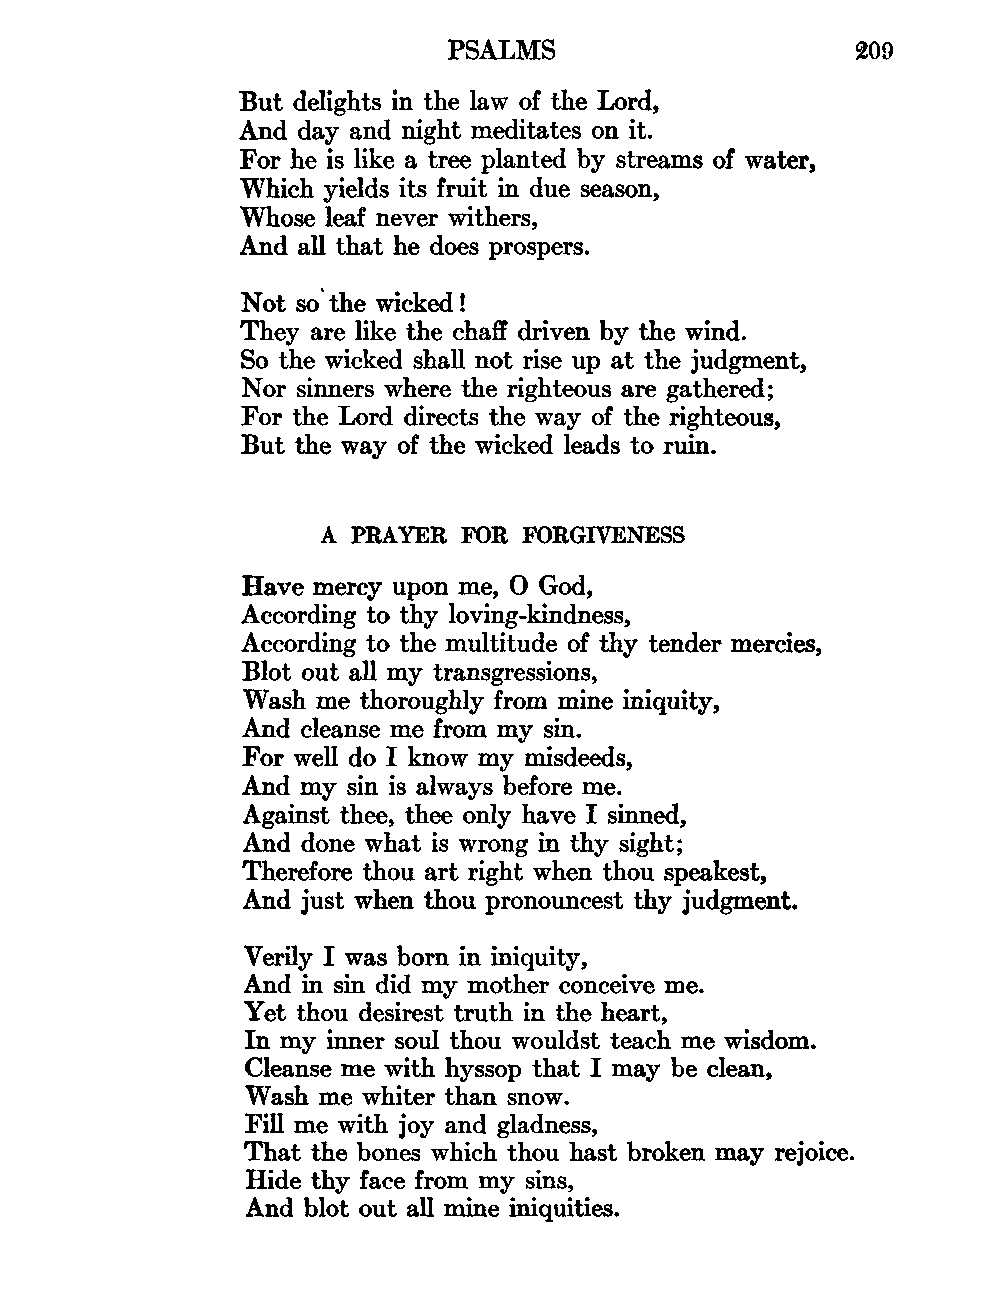 PSALMS 209
But delights in the law of the Lord,
And day and night meditates on it.
For he is like a tree planted by streams of water,
Which yields its fruit in due season,
Whose leaf never withers,
And all that he does prospers.
Not so the wicked!
They are like the chaff driven by the wind.
So the wicked shall not rise up at the judgment,
Nor sinners where the righteous are gathered;
For the Lord directs the way of the righteous,
But the way of the wicked leads to ruin.
A PRAYER FOR FORGIVENESS
Have mercy upon me, O God,
According to thy loving-kindness,
According to the multitude of thy tender mercies,
Blot out all my transgressions,
Wash me thoroughly from mine iniquity,
And cleanse me from my sin.
For well do I know my misdeeds,
And my sin is always before me.
Against thee, thee only have I sinned,
And done what is wrong in thy sight;
Therefore thou art right when thou speakest,
And just when thou pronouncest thy judgment.
Verily I was born in iniquity,
And in sin did my mother conceive me.
Yet thou desirest truth in the heart,
In my inner soul thou wouldst teach me wisdom.
Cleanse me with hyssop that I may be clean,
Wash me whiter than snow.
Fill me with joy and gladness,
That the bones which thou hast broken may rejoice.
Hide thy face from my sins,
And blot out all mine iniquities.